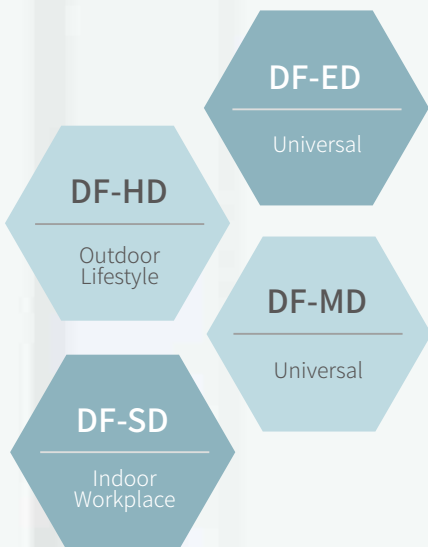 DF-ED
Universal
DF-HD
Outdoor
Lifestyle
DF-MD
Universal
DF-SD
Indoor
Workplace